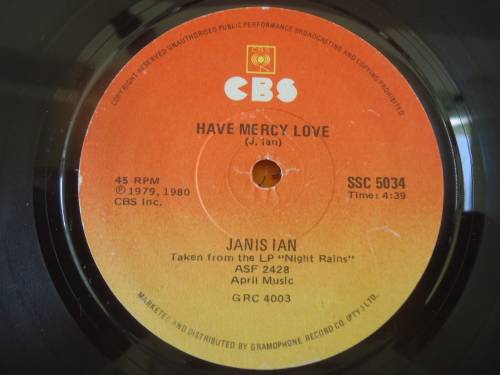 COPYRIGHT RESERVED UNAUTHORISED PUBLIC PERFORMANCE BROADCASTING AND COPYING PROHIBITED
CBS
CBS
HAVE MERCY LOVE
(J. Ian)
45 RPM
℗ 1979, 1980
CBS Inc.
SSC 5034
Time: 4:39
JANIS IAN
Taken from the LP "Night Rains"
ASF 2428
April Music
GRC 4003
MARKETED AND DISTRIBUTED BY GRAMOPHONE RECORD CO. (PTY.) LTD.